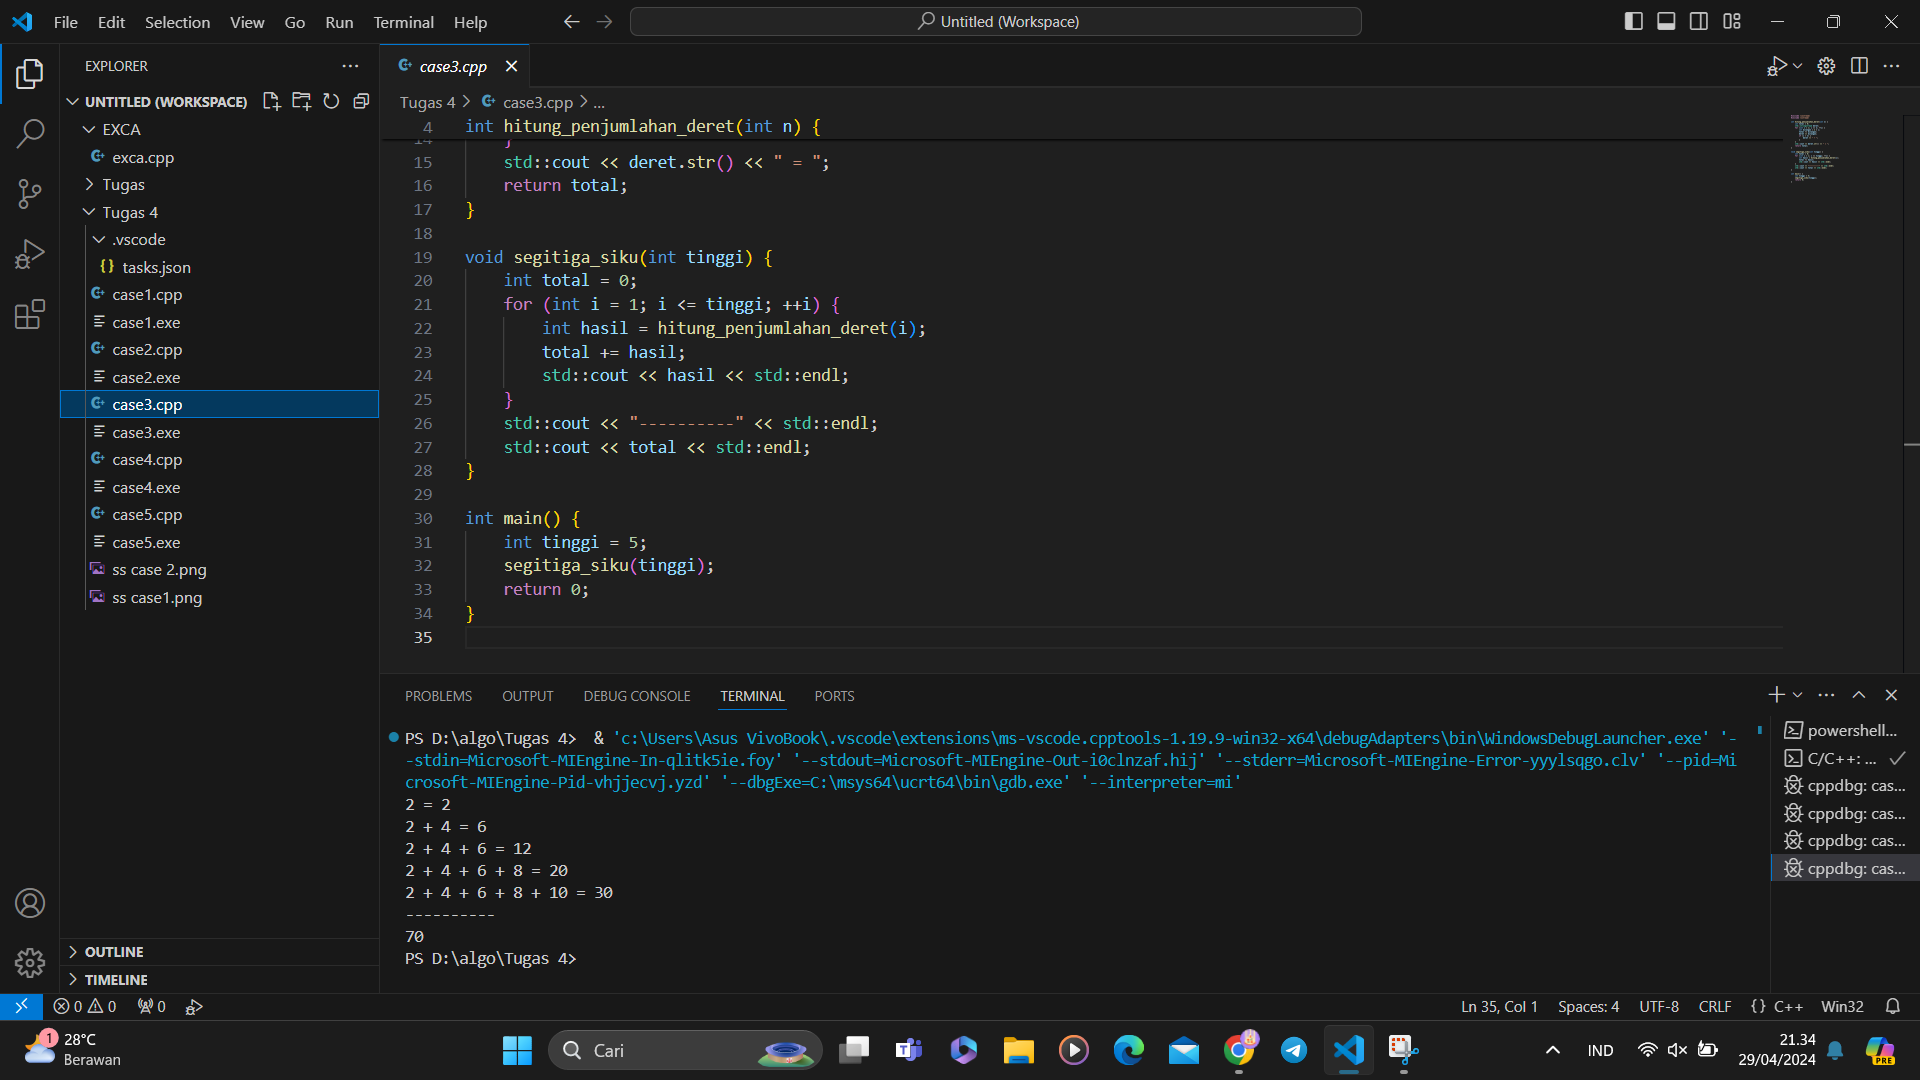 File Edit Selection View Go Run Terminal Help
Untitled (Workspace)
EXPLORER
case3.cpp
UNTITLED (WORKSPACE)
EXCA
exca.cpp
Tugas
Tugas 4
.vscode
tasks.json
case1.cpp
case1.exe
case2.cpp
case2.exe
case3.cpp
case3.exe
case4.cpp
case4.exe
case5.cpp
case5.exe
ss case 2.png
ss case1.png
OUTLINE
TIMELINE
Tugas 4 > case3.cpp > ...
4 int hitung_penjumlahan_deret(int n) {
14 }
15 std::cout << deret.str() << " = ";
16 return total;
17 }
18
19 void segitiga_siku(int tinggi) {
20 int total = 0;
21 for (int i = 1; i <= tinggi; ++i) {
22 int hasil = hitung_penjumlahan_deret(i);
23 total += hasil;
24 std::cout << hasil << std::endl;
25 }
26 std::cout << "----------" << std::endl;
27 std::cout << total << std::endl;
28 }
29
30 int main() {
31 int tinggi = 5;
32 segitiga_siku(tinggi);
33 return 0;
34 }
35
PROBLEMS OUTPUT DEBUG CONSOLE TERMINAL PORTS
PS D:\algo\Tugas 4>  & 'c:\Users\Asus VivoBook\.vscode\extensions\ms-vscode.cpptools-1.19.9-win32-x64\debugAdapters\bin\WindowsDebugLauncher.exe' '-
-stdin=Microsoft-MIEngine-In-qlitk5ie.foy' '--stdout=Microsoft-MIEngine-Out-i0clnzaf.hij' '--stderr=Microsoft-MIEngine-Error-yyylsqgo.clv' '--pid=Mi
crosoft-MIEngine-Pid-vhjjecvj.yzd' '--dbgExe=C:\msys64\ucrt64\bin\gdb.exe' '--interpreter=mi'
2 = 2
2 + 4 = 6
2 + 4 + 6 = 12
2 + 4 + 6 + 8 = 20
2 + 4 + 6 + 8 + 10 = 30
----------
70
PS D:\algo\Tugas 4>
powershell...
C/C++: ...
cppdbg: cas...
cppdbg: cas...
cppdbg: cas...
cppdbg: cas...
0 0 0
Ln 35, Col 1 Spaces: 4 UTF-8 CRLF {} C++ Win32
1
28°C
Berawan
Cari
IND
21.34
29/04/2024
PRE